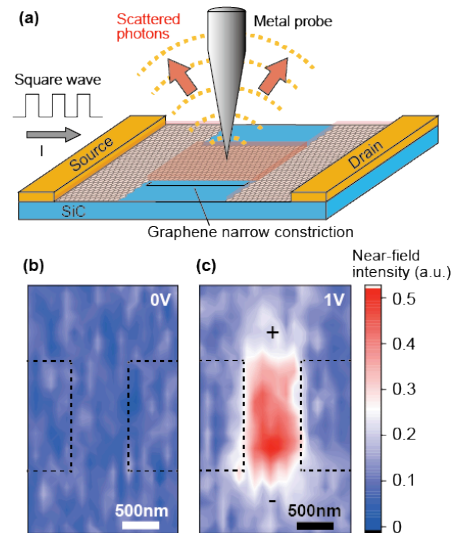 (a)
Scattered
photons
Metal probe
Square wave
I
Source
Drain
SiC
Graphene narrow constriction
(b)
(c)
Near-field
intensity (a.u.)
0V
1V
+
-
500nm
500nm
0.5
0.4
0.3
0.2
0.1
0